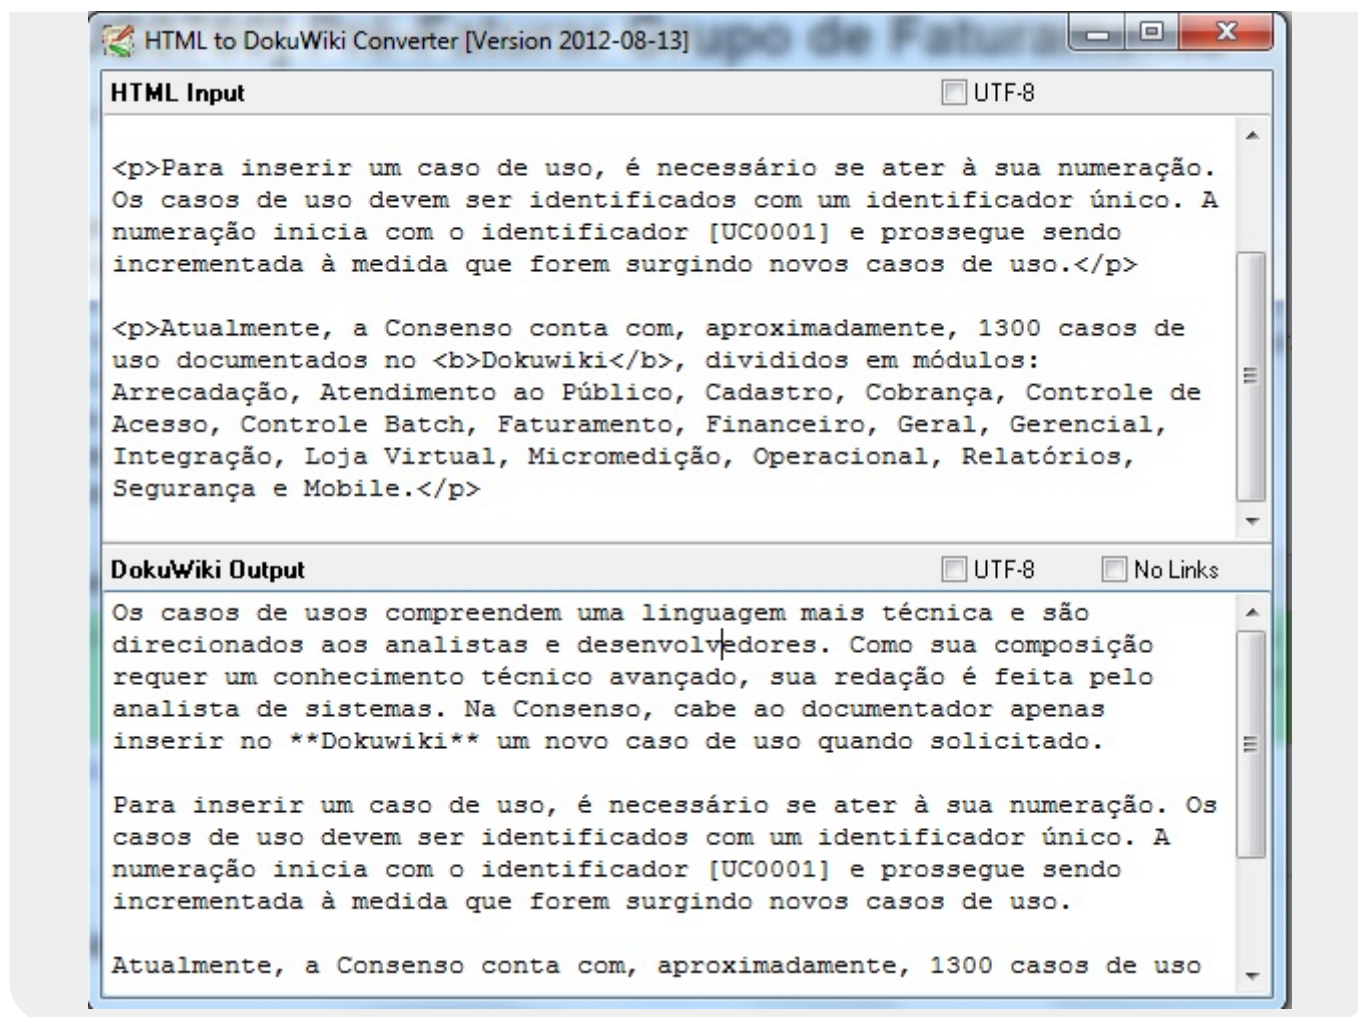 HTML to DokuWiki Converter [Version 2012-08-13]
HTML Input
UTF-8
<p>Para inserir um caso de uso, é necessário se ater à sua numeração.
Os casos de uso devem ser identificados com um identificador único. A
numeração inicia com o identificador [UC0001] e prossegue sendo
incrementada à medida que forem surgindo novos casos de uso.</p>
<p>Atualmente, a Consenso conta com, aproximadamente, 1300 casos de
uso documentados no <b>Dokuwiki</b>, divididos em módulos:
Arrecadação, Atendimento ao Público, Cadastro, Cobrança, Controle de
Acesso, Controle Batch, Faturamento, Financeiro, Geral, Gerencial,
Integração, Loja Virtual, Micromedição, Operacional, Relatórios,
Segurança e Mobile.</p>
DokuWiki Output
UTF-8
No Links
Os casos de usos compreendem uma linguagem mais técnica e são
direcionados aos analistas e desenvolvedores. Como sua composição
requer um conhecimento técnico avançado, sua redação é feita pelo
analista de sistemas. Na Consenso, cabe ao documentador apenas
inserir no **Dokuwiki** um novo caso de uso quando solicitado.
Para inserir um caso de uso, é necessário se ater à sua numeração. Os
casos de uso devem ser identificados com um identificador único. A
numeração inicia com o identificador [UC0001] e prossegue sendo
incrementada à medida que forem surgindo novos casos de uso.
Atualmente, a Consenso conta com, aproximadamente, 1300 casos de uso